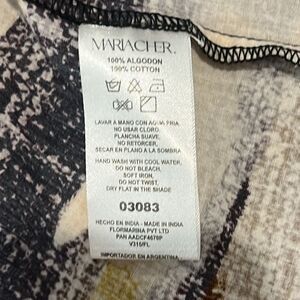 MARIACHER.
100% ALGODON
100% COTTON
LAVAR A MANO CON AGUA FRIA
NO USAR CLORO.
PLANCHA SUAVE.
NO RETORCER,
SECAR EN PLANO A LA SOMBRA
HAND WASH WITH COOL WATER,
DO NOT BLEACH,
SOFT IRON,
DO NOT TWIST,
DRY FLAT IN THE SHADE
03083
HECHO EN INDIA - MADE IN INDIA
FLORMARINA PVT LTD
PAN AADCF4678P
V315/FL
IMPORTADOR EN ARGENTINA